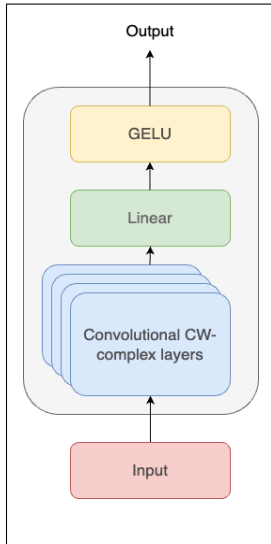 Output
GELU
Linear
Convolutional CW-
complex layers
Input